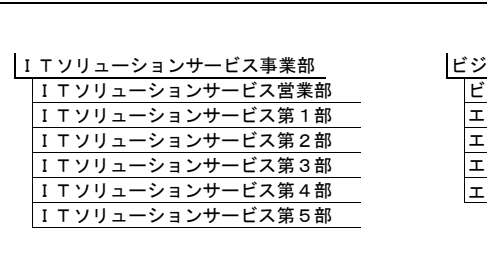 ＩＴソリューションサービス事業部
ＩＴソリューションサービス営業部
ＩＴソリューションサービス第１部
ＩＴソリューションサービス第２部
ＩＴソリューションサービス第３部
ＩＴソリューションサービス第４部
ＩＴソリューションサービス第５部
ビジ
ビ
エ
エ
エ
エ